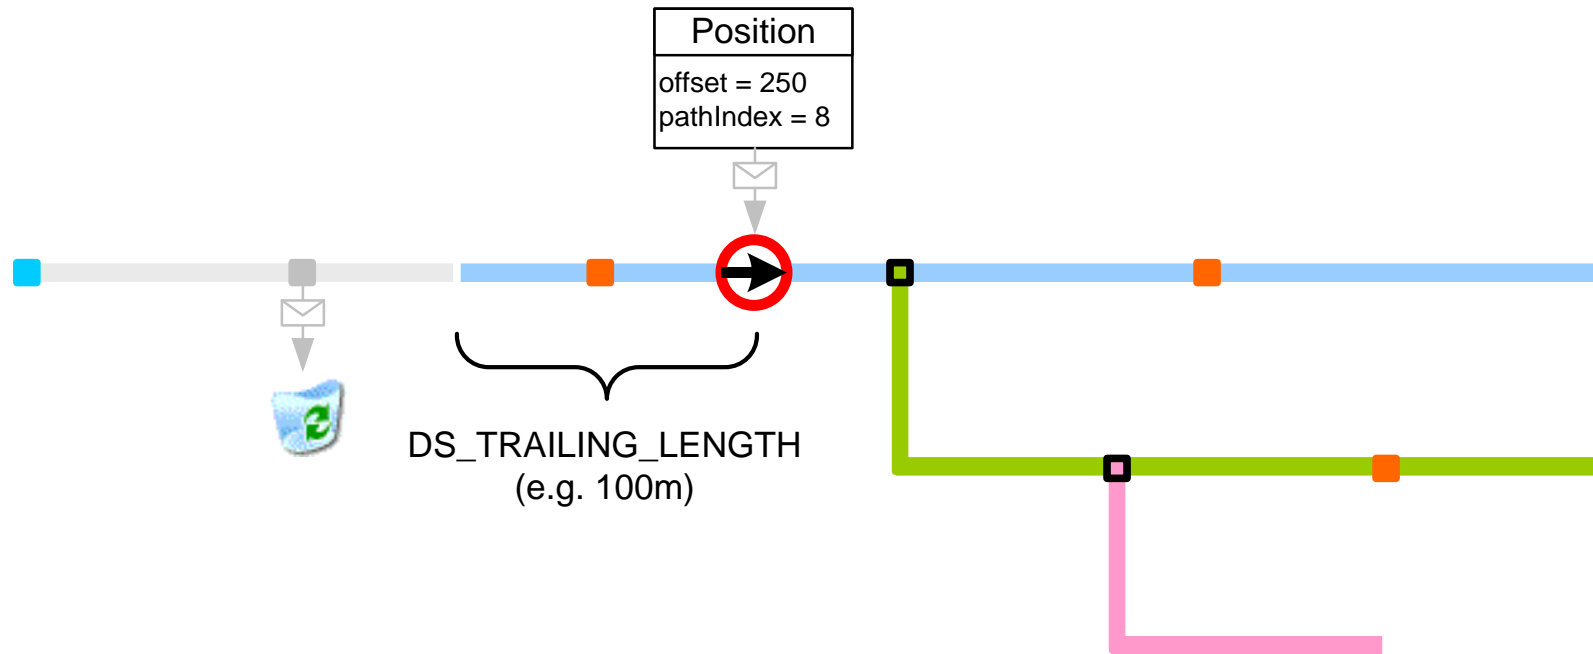 Position
offset = 250
pathIndex = 8
DS_TRAILING_LENGTH
(e.g. 100m)